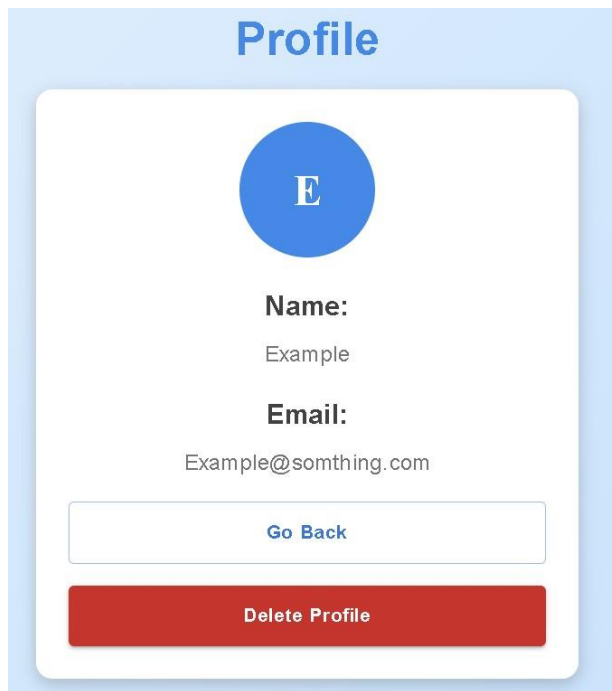 Profile
E
Name:
Example
Email:
Example@somthing.com
Go Back
Delete Profile